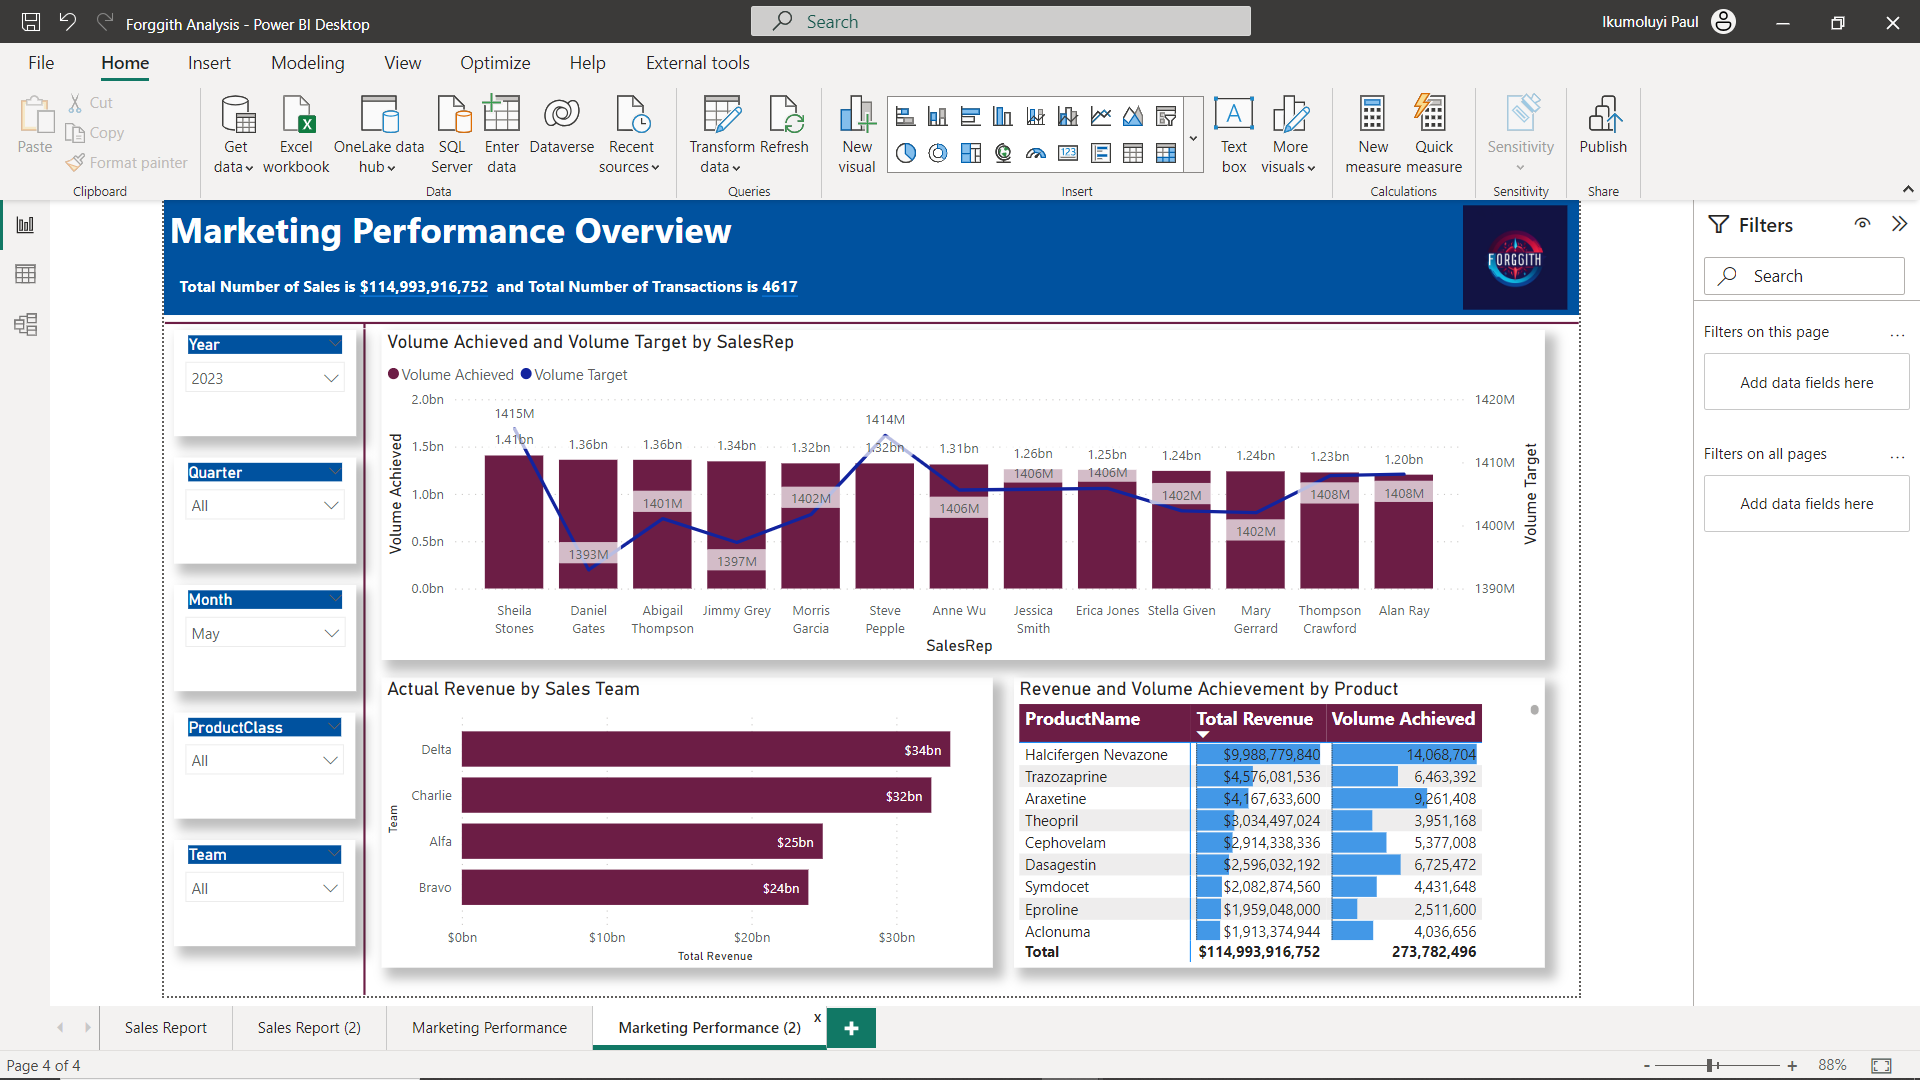 Forggith Analysis - Power BI Desktop
Search
Ikumoluyi Paul
File Home Insert Modeling View Optimize Help External tools
Paste
Cut
Copy
Format painter
Clipboard
Get data
Excel workbook
OneLake data hub
SQL Server
Enter data
Dataverse
Recent sources
Data
Transform data
Refresh
Queries
New visual
123
Insert
A
Text box
More visuals
New measure
Quick measure
Calculations
Sensitivity
Sensitivity
Publish
Share
Marketing Performance Overview
Total Number of Sales is $114,993,916,752 and Total Number of Transactions is 4617
FORGGITH
Year
2023
Quarter
All
Month
May
ProductClass
All
Team
All
Volume Achieved and Volume Target by SalesRep
Volume Achieved Volume Target
Volume Achieved
2.0bn
1.5bn
1.0bn
0.5bn
0.0bn
1415M 1414M
1.41bn 1.36bn 1.36bn 1.34bn 1.32bn 1.32bn 1.31bn 1.26bn 1.25bn 1.24bn 1.24bn 1.23bn 1.20bn
1393M 1401M 1397M 1402M 1406M 1406M 1406M 1402M 1402M 1408M 1408M
1420M
1410M
1400M
1390M
Volume Target
Sheila Stones
Daniel Gates
Abigail Thompson
Jimmy Grey
Morris Garcia
Steve Pepple
Anne Wu
Jessica Smith
Erica Jones
Stella Given
Mary Gerrard
Thompson Crawford
Alan Ray
SalesRep
Actual Revenue by Sales Team
Team
Delta $34bn
Charlie $32bn
Alfa $25bn
Bravo $24bn
$0bn $10bn $20bn $30bn
Total Revenue
Revenue and Volume Achievement by Product
ProductName Total Revenue Volume Achieved
Halcifergen Nevazone $9,988,779,840 14,068,704
Trazozaprine $4,576,081,536 6,463,392
Araxetine $4,167,633,600 9,261,408
Theopril $3,034,497,024 3,951,168
Cephovelam $2,914,338,336 5,377,008
Dasagestin $2,596,032,192 6,725,472
Symdocet $2,082,874,560 4,431,648
Eproline $1,959,048,000 2,511,600
Aclonuma $1,913,374,944 4,036,656
Total $114,993,916,752 273,782,496
Filters
Search
Filters on this page ...
Add data fields here
Filters on all pages ...
Add data fields here
Sales Report Sales Report (2) Marketing Performance Marketing Performance (2) x +
Page 4 of 4
- + 88%